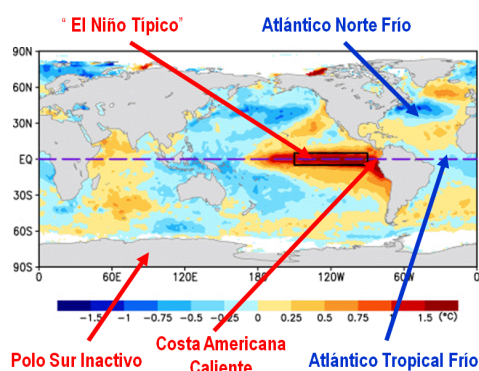 “ El Niño Típico”
Atlántico Norte Frío
90N
60N
30N
EQ
30S
60S
90S
0 60E 120E 180 120W 60W 0
-1.5 -1 -0.75 -0.5 -0.25 0 0.25 0.5 0.75 1 1.5 (°C)
Polo Sur Inactivo
Costa Americana
Caliente
Atlántico Tropical Frío